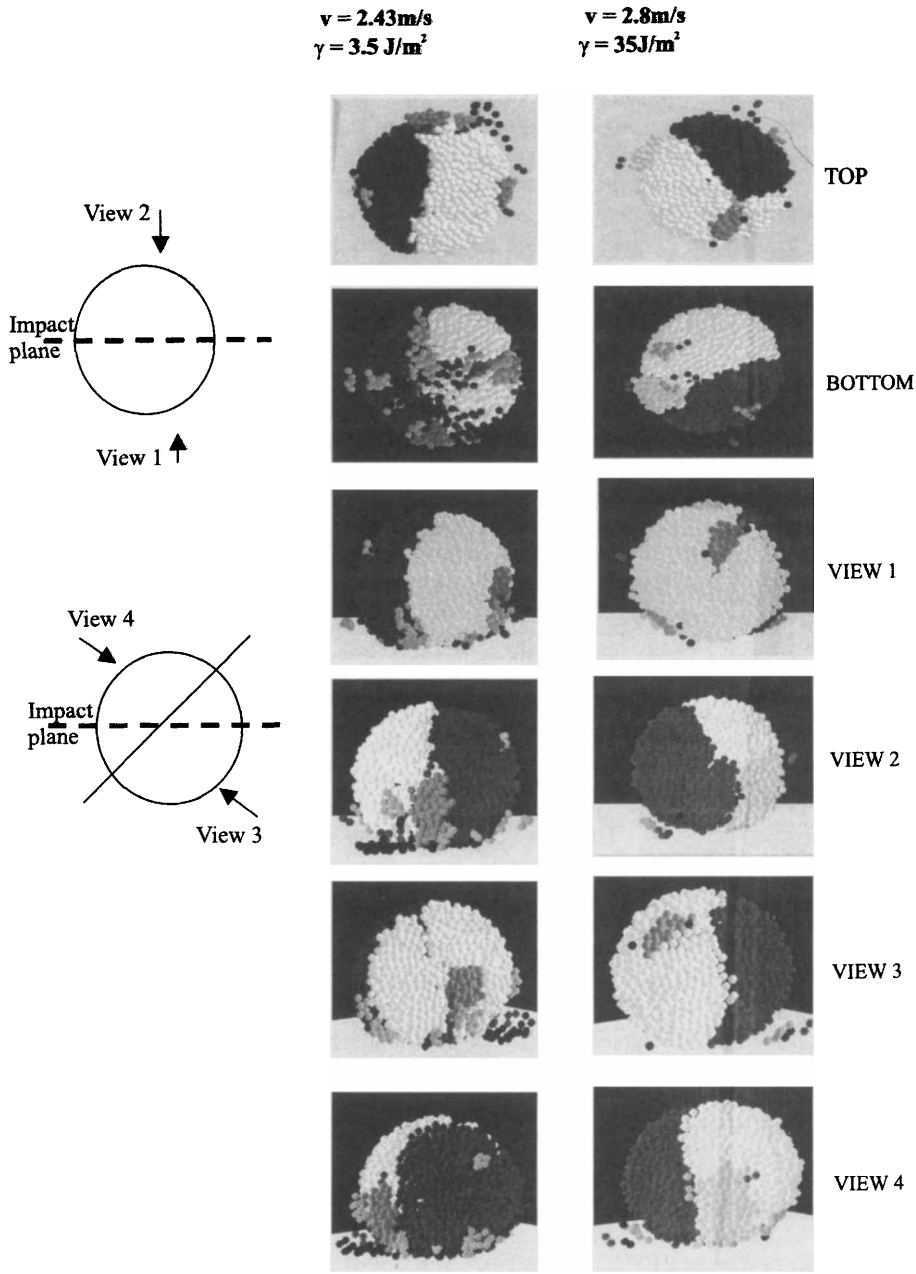 v = 2.43m/s
γ = 3.5 J/m²
v = 2.8m/s
γ = 35J/m²
TOP
View 2
Impact
plane
View 1
BOTTOM
VIEW 1
View 4
Impact
plane
View 3
VIEW 2
VIEW 3
VIEW 4